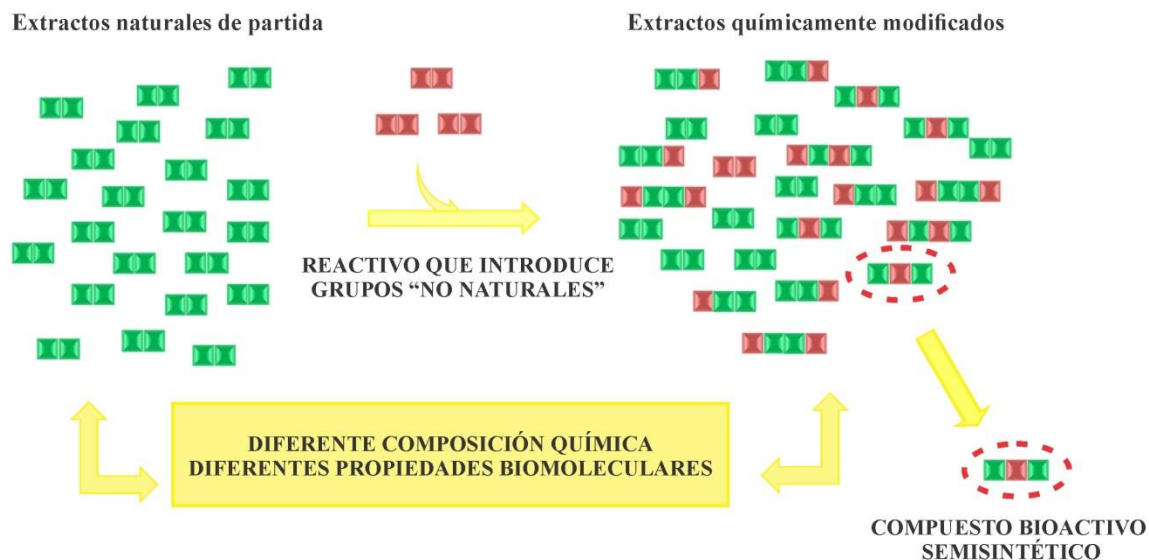 Extractos naturales de partida
Extractos químicamente modificados
REACTIVO QUE INTRODUCE
GRUPOS “NO NATURALES”
DIFERENTE COMPOSICIÓN QUÍMICA
DIFERENTES PROPIEDADES BIOMOLECULARES
COMPUESTO BIOACTIVO
SEMISINTÉTICO